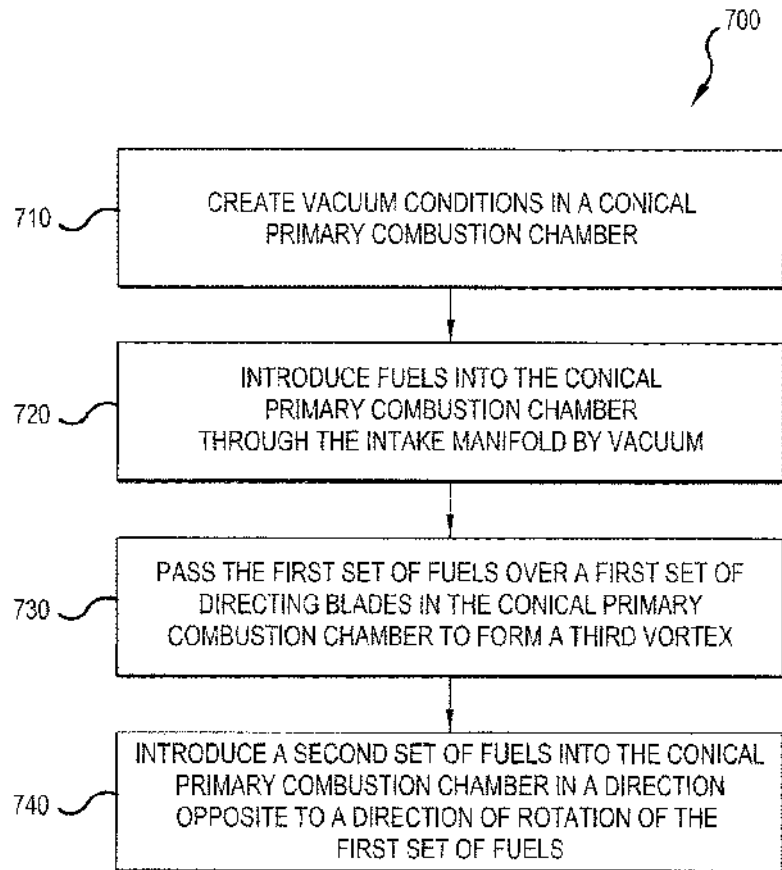 700
710
CREATE VACUUM CONDITIONS IN A CONICAL
PRIMARY COMBUSTION CHAMBER
720
INTRODUCE FUELS INTO THE CONICAL
PRIMARY COMBUSTION CHAMBER
THROUGH THE INTAKE MANIFOLD BY VACUUM
730
PASS THE FIRST SET OF FUELS OVER A FIRST SET OF
DIRECTING BLADES IN THE CONICAL PRIMARY
COMBUSTION CHAMBER TO FORM A THIRD VORTEX
740
INTRODUCE A SECOND SET OF FUELS INTO THE CONICAL
PRIMARY COMBUSTION CHAMBER IN A DIRECTION
OPPOSITE TO A DIRECTION OF ROTATION OF THE
FIRST SET OF FUELS